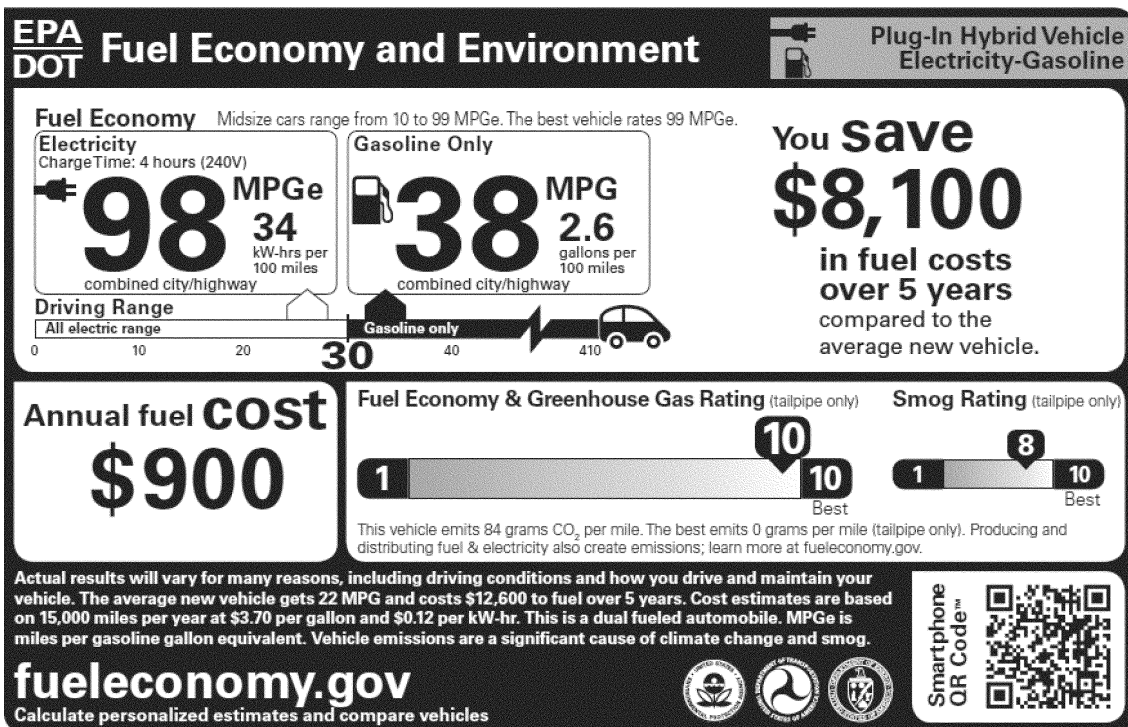 EPA
DOT
Fuel Economy and Environment
Plug-In Hybrid Vehicle
Electricity-Gasoline
Fuel Economy
Midsize cars range from 10 to 99 MPGe. The best vehicle rates 99 MPGe.
Electricity
Charge Time: 4 hours (240V)
98
MPGe
34
kW-hrs per
100 miles
combined city/highway
Gasoline Only
38
MPG
2.6
gallons per
100 miles
combined city/highway
You save
$8,100
in fuel costs
over 5 years
compared to the
average new vehicle.
Driving Range
All electric range
Gasoline only
0 10 20 30 40 410
Annual fuel cost
$900
Fuel Economy & Greenhouse Gas Rating (tailpipe only)
10
1
10
Best
Smog Rating (tailpipe only)
8
1
10
Best
This vehicle emits 84 grams CO₂ per mile. The best emits 0 grams per mile (tailpipe only). Producing and
distributing fuel & electricity also create emissions; learn more at fueleconomy.gov.
Actual results will vary for many reasons, including driving conditions and how you drive and maintain your
vehicle. The average new vehicle gets 22 MPG and costs $12,600 to fuel over 5 years. Cost estimates are based
on 15,000 miles per year at $3.70 per gallon and $0.12 per kW-hr. This is a dual fueled automobile. MPGe is
miles per gasoline gallon equivalent. Vehicle emissions are a significant cause of climate change and smog.
fueleconomy.gov
Calculate personalized estimates and compare vehicles
Smartphone
QR Code™